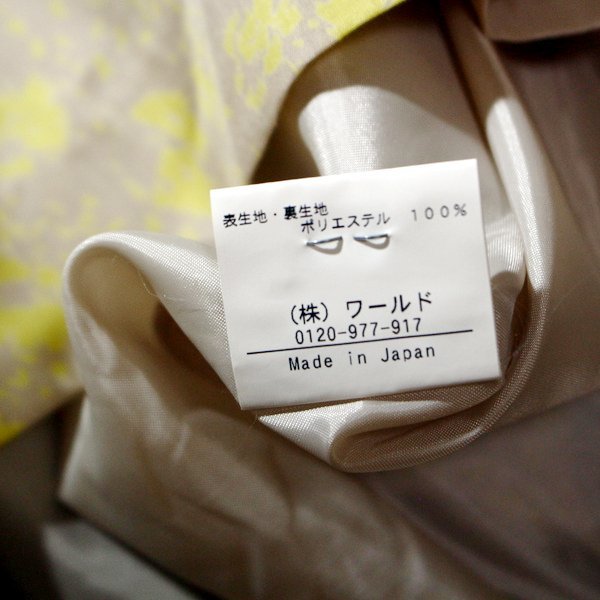 表生地・裏生地
ポリエステル 100%
(株) ワールド
0120-977-917
Made in Japan